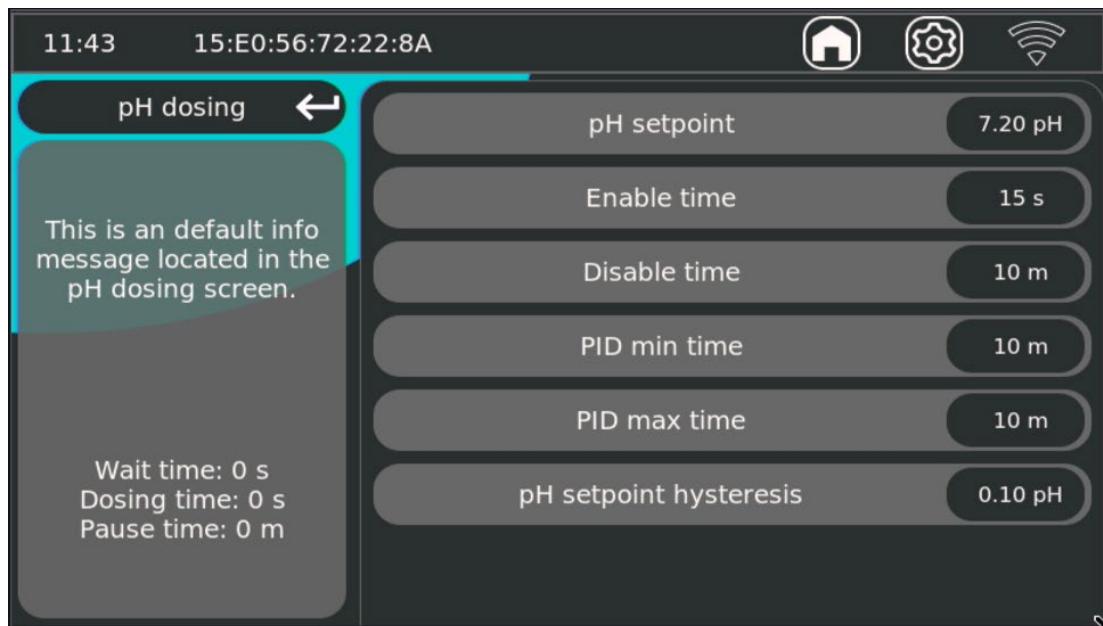 11:43 15:E0:56:72:22:8A
pH dosing
This is an default info
message located in the
pH dosing screen.
Wait time: 0 s
Dosing time: 0 s
Pause time: 0 m
pH setpoint 7.20 pH
Enable time 15 s
Disable time 10 m
PID min time 10 m
PID max time 10 m
pH setpoint hysteresis 0.10 pH